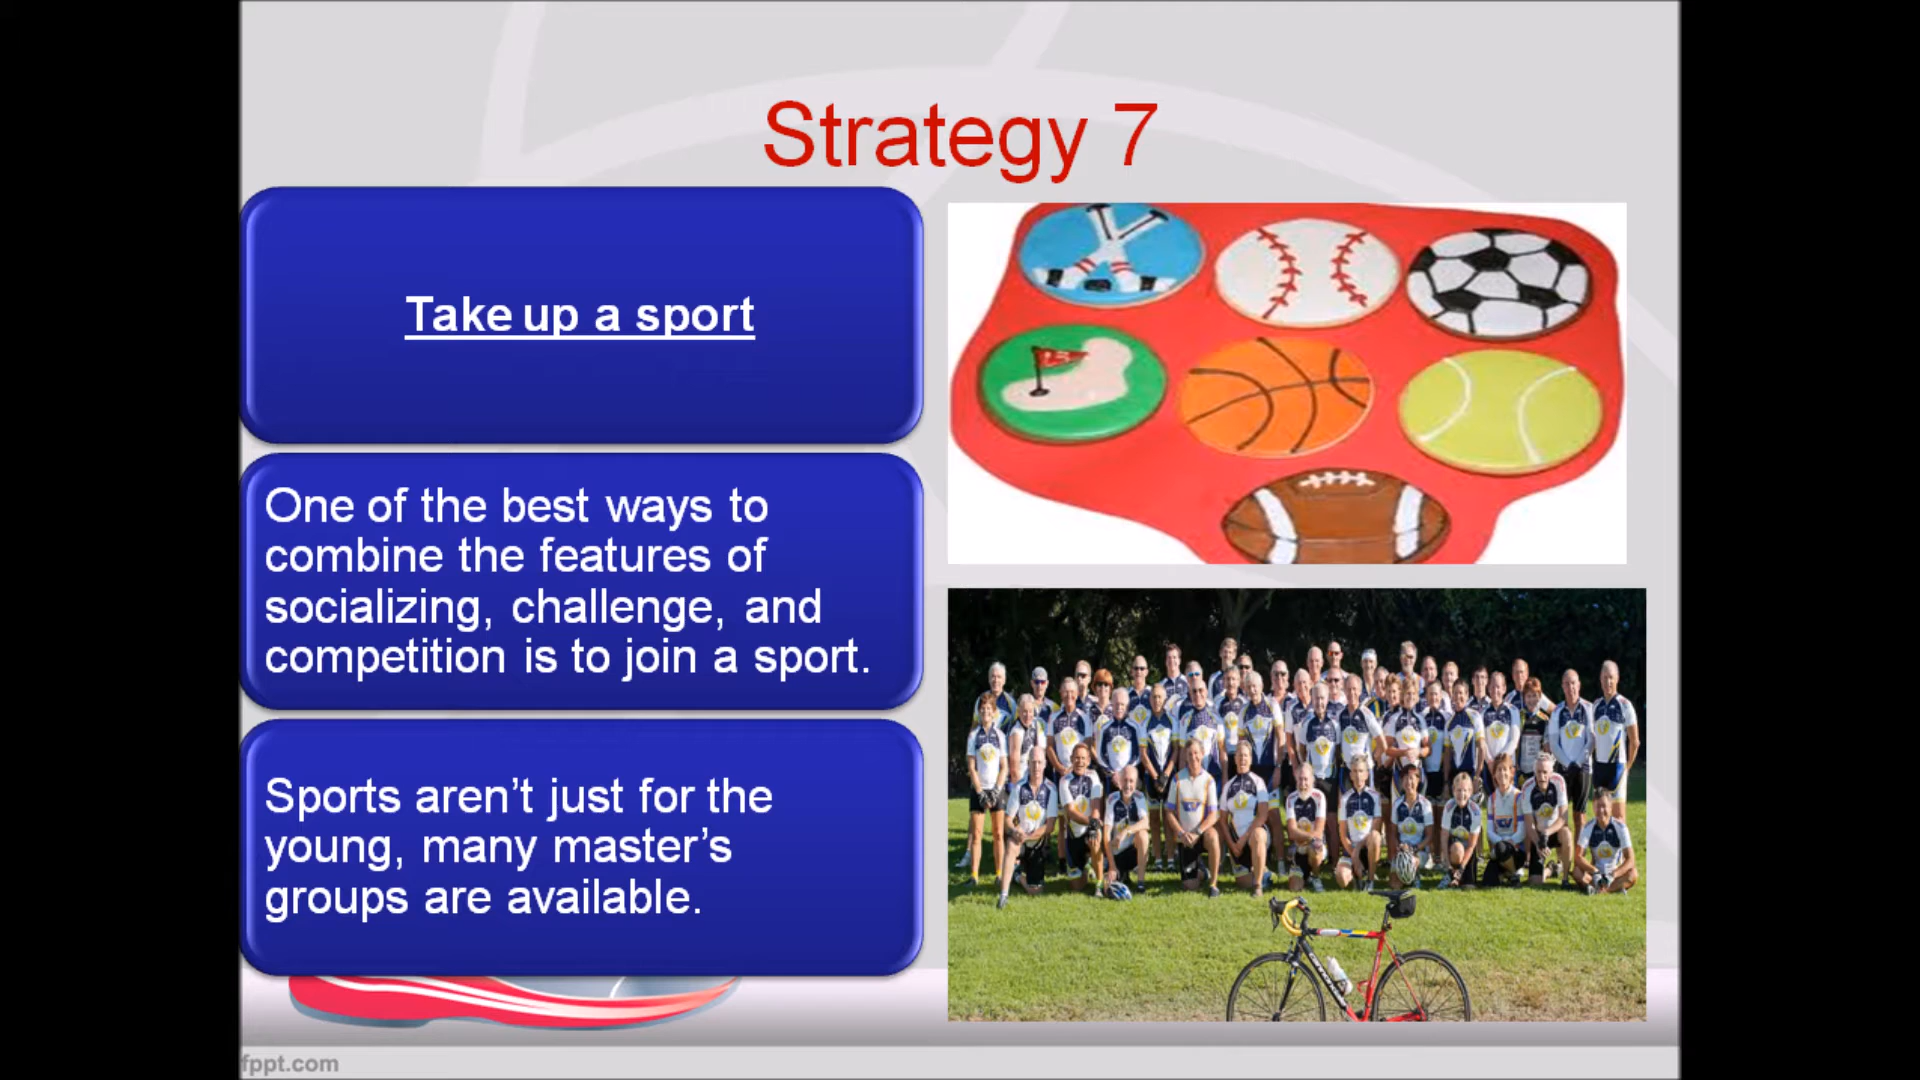 Strategy 7
Take up a sport
One of the best ways to
combine the features of
socializing, challenge, and
competition is to join a sport.
Sports aren’t just for the
young, many master’s
groups are available.
fppt.com